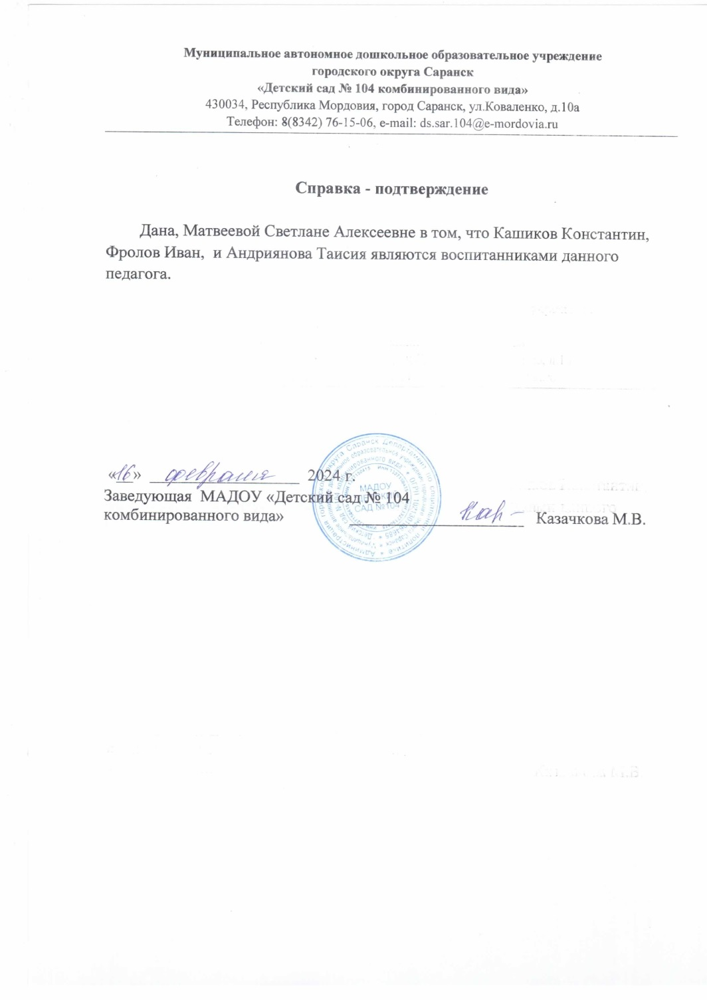 Муниципальное автономное дошкольное образовательное учреждение
городского округа Саранск
«Детский сад № 104 комбинированного вида»
430034, Республика Мордовия, город Саранск, ул.Коваленко, д.10а
Телефон: 8(8342) 76-15-06, e-mail: ds.sar.104@e-mordovia.ru
Справка - подтверждение
Дана, Матвеевой Светлане Алексеевне в том, что Кашиков Константин,
Фролов Иван, и Андриянова Таисия являются воспитанниками данного
педагога.
«16» февраля 2024 г.
Заведующая МАДОУ «Детский сад № 104
комбинированного вида» Казачкова М.В.
МАДОУ
ДЕТСКИЙ
САД №104